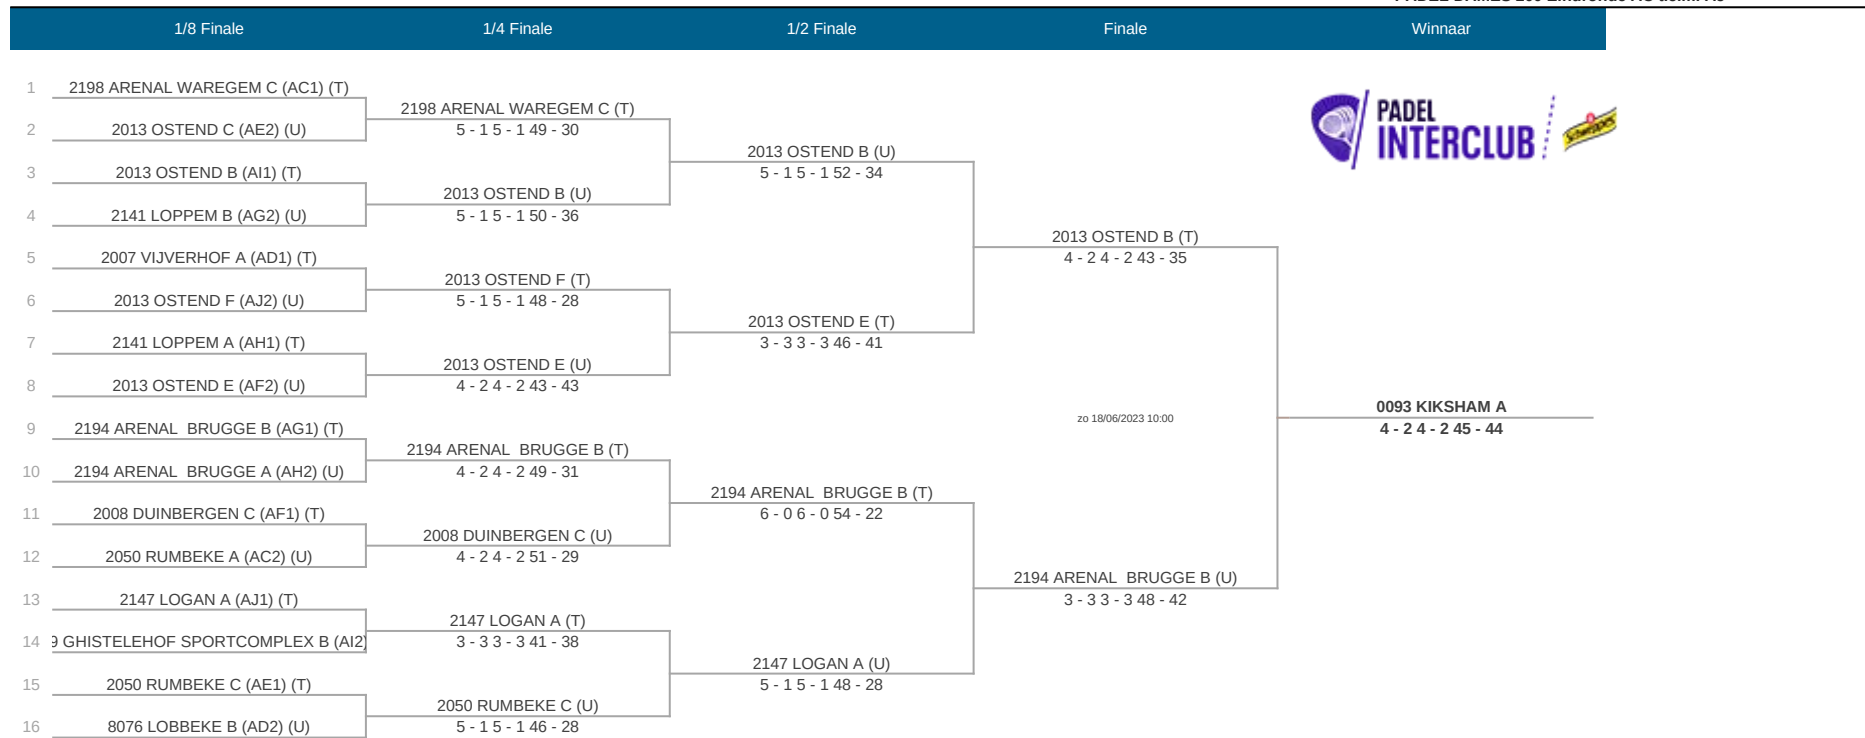 1/8 Finale 1/4 Finale 1/2 Finale Finale Winnaar
1 2198 ARENAL WAREGEM C (AC1) (T)
2198 ARENAL WAREGEM C (T)
PADEL
INTERCLUB
Schweppes
2 2013 OSTEND C (AE2) (U)
5 - 1 5 - 1 49 - 30
2013 OSTEND B (U)
3 2013 OSTEND B (AI1) (T)
5 - 1 5 - 1 52 - 34
2013 OSTEND B (U)
4 2141 LOPPEM B (AG2) (U)
5 - 1 5 - 1 50 - 36
2013 OSTEND B (T)
5 2007 VIJVERHOF A (AD1) (T)
4 - 2 4 - 2 43 - 35
2013 OSTEND F (T)
6 2013 OSTEND F (AJ2) (U)
5 - 1 5 - 1 48 - 28
2013 OSTEND E (T)
7 2141 LOPPEM A (AH1) (T)
3 - 3 3 - 3 46 - 41
2013 OSTEND E (U)
8 2013 OSTEND E (AF2) (U)
4 - 2 4 - 2 43 - 43
0093 KIKSHAM A
zo 18/06/2023 10:00
9 2194 ARENAL BRUGGE B (AG1) (T)
4 - 2 4 - 2 45 - 44
2194 ARENAL BRUGGE B (T)
10 2194 ARENAL BRUGGE A (AH2) (U)
4 - 2 4 - 2 49 - 31
2194 ARENAL BRUGGE B (T)
11 2008 DUINBERGEN C (AF1) (T)
6 - 0 6 - 0 54 - 22
2008 DUINBERGEN C (U)
12 2050 RUMBEKE A (AC2) (U)
4 - 2 4 - 2 51 - 29
2194 ARENAL BRUGGE B (U)
13 2147 LOGAN A (AJ1) (T)
3 - 3 3 - 3 48 - 42
2147 LOGAN A (T)
14 9 GHISTELEHOF SPORTCOMPLEX B (AI2)
3 - 3 3 - 3 41 - 38
2147 LOGAN A (U)
15 2050 RUMBEKE C (AE1) (T)
5 - 1 5 - 1 48 - 28
2050 RUMBEKE C (U)
16 8076 LOBBEKE B (AD2) (U)
5 - 1 5 - 1 46 - 28